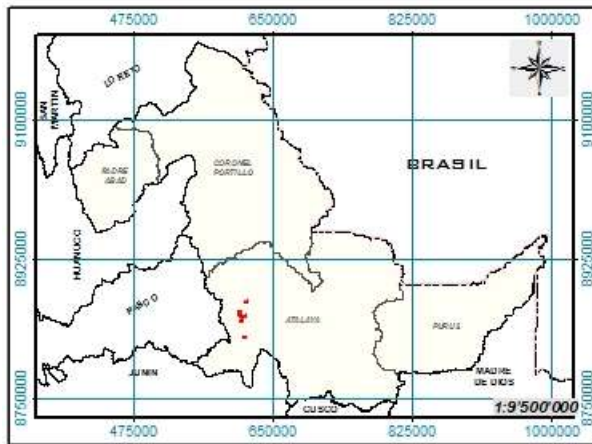 475000 650000 825000 1000000
9100000
9100000
SAN
MARTIN
LORETO
PADRE
ABAD
CORONEL
PORTILLO
BRASIL
HUANUCO
8925000
8925000
PASCO
ATALAYA
PURUS
JUNIN
MADRE
DE DIOS
CUSCO
8750000
8750000
1:9'500'000
475000 650000 825000 1000000